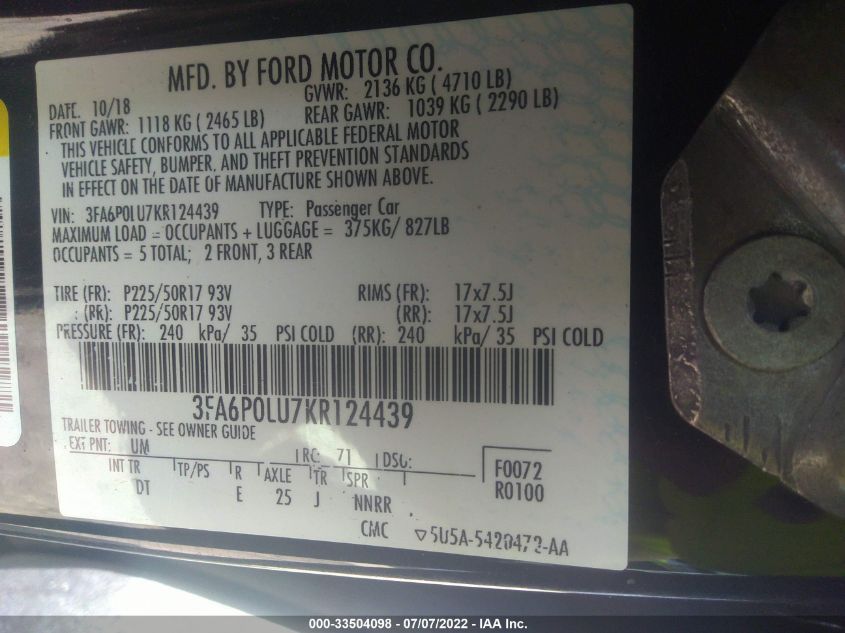 MFD. BY FORD MOTOR CO.
DATE. 10/18 GVWR: 2136 KG ( 4710 LB)
FRONT GAWR: 1118 KG ( 2465 LB) REAR GAWR: 1039 KG ( 2290 LB)
THIS VEHICLE CONFORMS TO ALL APPLICABLE FEDERAL MOTOR
VEHICLE SAFETY, BUMPER, AND THEFT PREVENTION STANDARDS
IN EFFECT ON THE DATE OF MANUFACTURE SHOWN ABOVE.
VIN: 3FA6P0LU7KR124439 TYPE: Passenger Car
MAXIMUM LOAD = OCCUPANTS + LUGGAGE = 375KG/ 827LB
OCCUPANTS = 5 TOTAL; 2 FRONT, 3 REAR
TIRE (FR): P225/50R17 93V RIMS (FR): 17x7.5J
(RR): P225/50R17 93V (RR): 17x7.5J
PRESSURE (FR): 240 kPa/ 35 PSI COLD (RR): 240 kPa/ 35 PSI COLD
3FA6P0LU7KR124439
TRAILER TOWING - SEE OWNER GUIDE
EXT PNT: UM RC: 71 DSO:
INT TR TP/PS R AXLE TR SPR F0072
DT E 25 J NNRR R0100
CMC ▽5U5A-5420472-AA
000-33504098 - 07/07/2022 - IAA Inc.